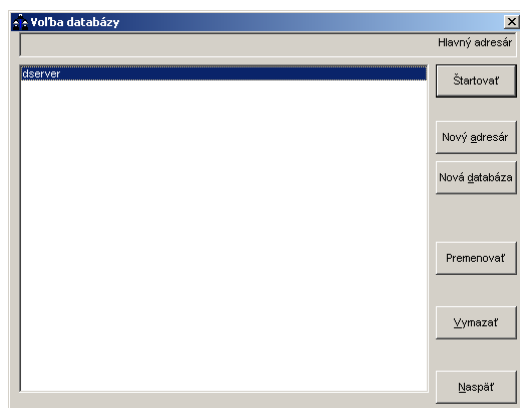 Voľba databázy
Hlavný adresár
dserver
Štartovať
Nový adresár
Nová databáza
Premenovať
Vymazať
Naspäť